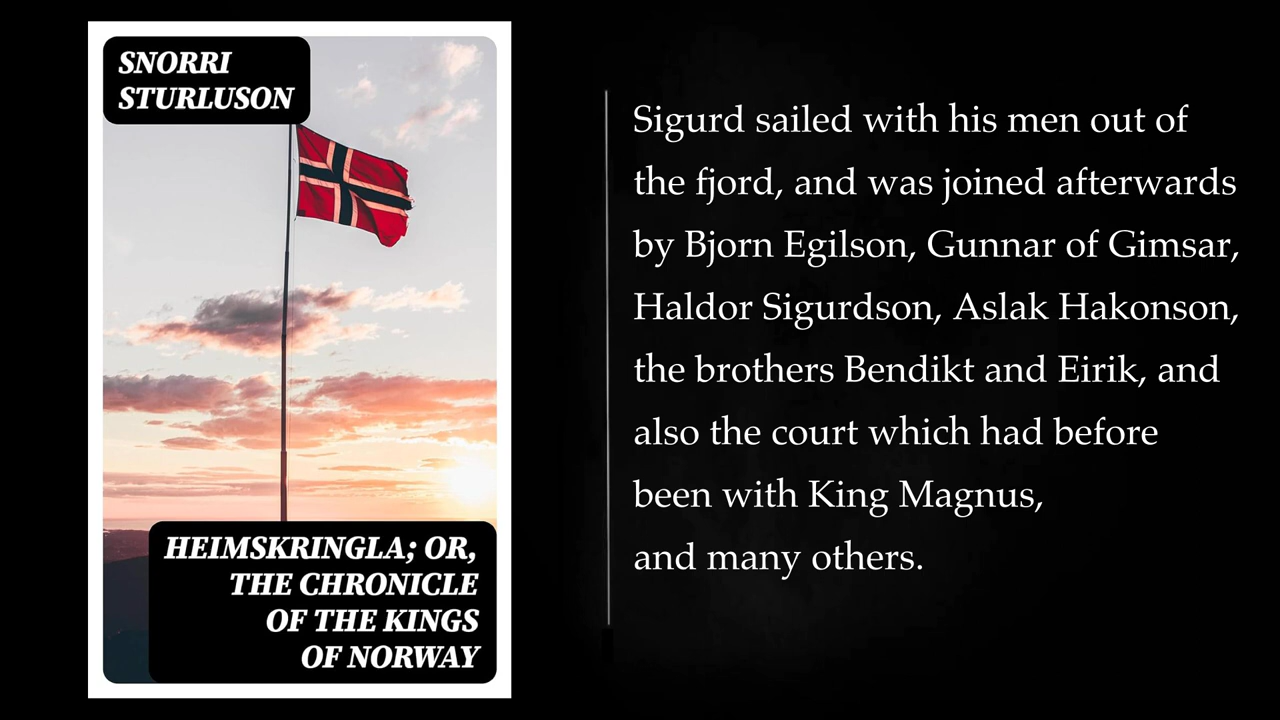 SNORRI
STURLUSON
HEIMSKRINGLA; OR,
THE CHRONICLE
OF THE KINGS
OF NORWAY
Sigurd sailed with his men out of
the fjord, and was joined afterwards
by Bjorn Egilson, Gunnar of Gimsar,
Haldor Sigurdson, Aslak Hakonson,
the brothers Bendikt and Eirik, and
also the court which had before
been with King Magnus,
and many others.